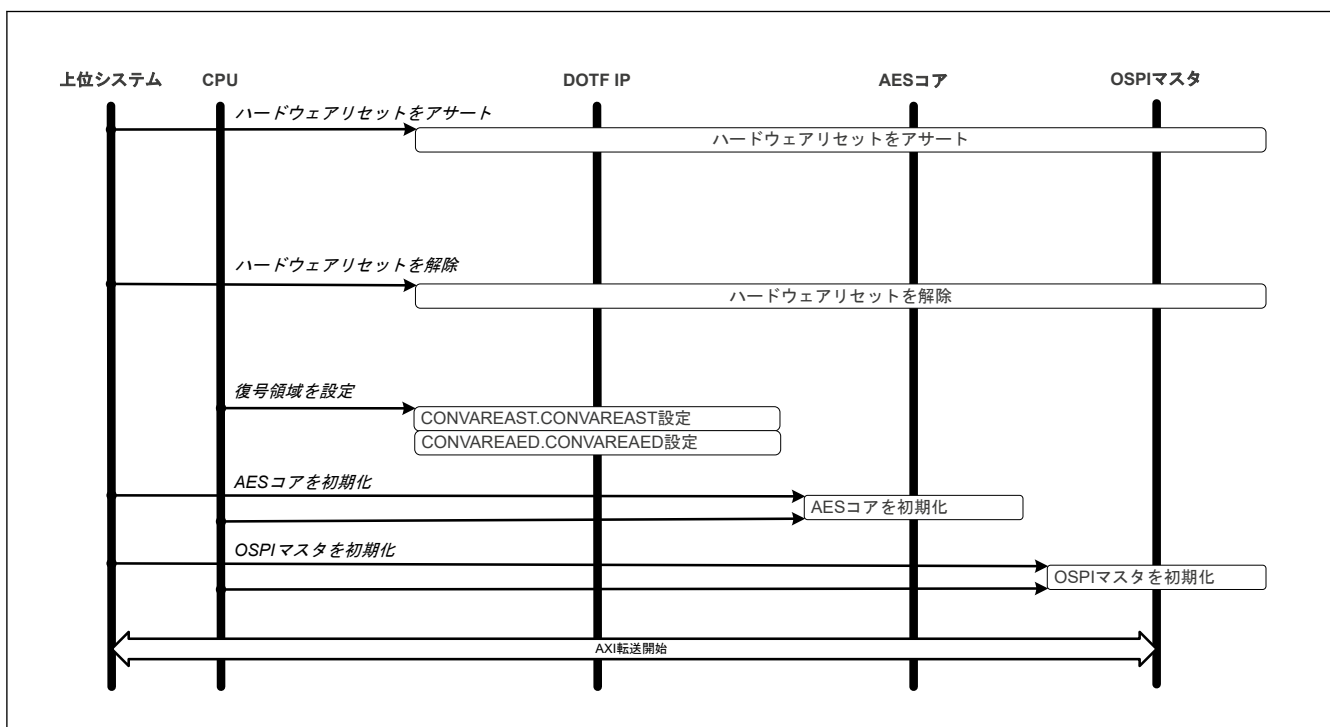 上位システム CPU DOTF IP AESコア OSPIマスタ
ハードウェアリセットをアサート
ハードウェアリセットをアサート
ハードウェアリセットを解除
ハードウェアリセットを解除
復号領域を設定
CONVAREAST.CONVAREAST設定
CONVAREAED.CONVAREAED設定
AESコアを初期化
AESコアを初期化
OSPIマスタを初期化
OSPIマスタを初期化
AXI転送開始